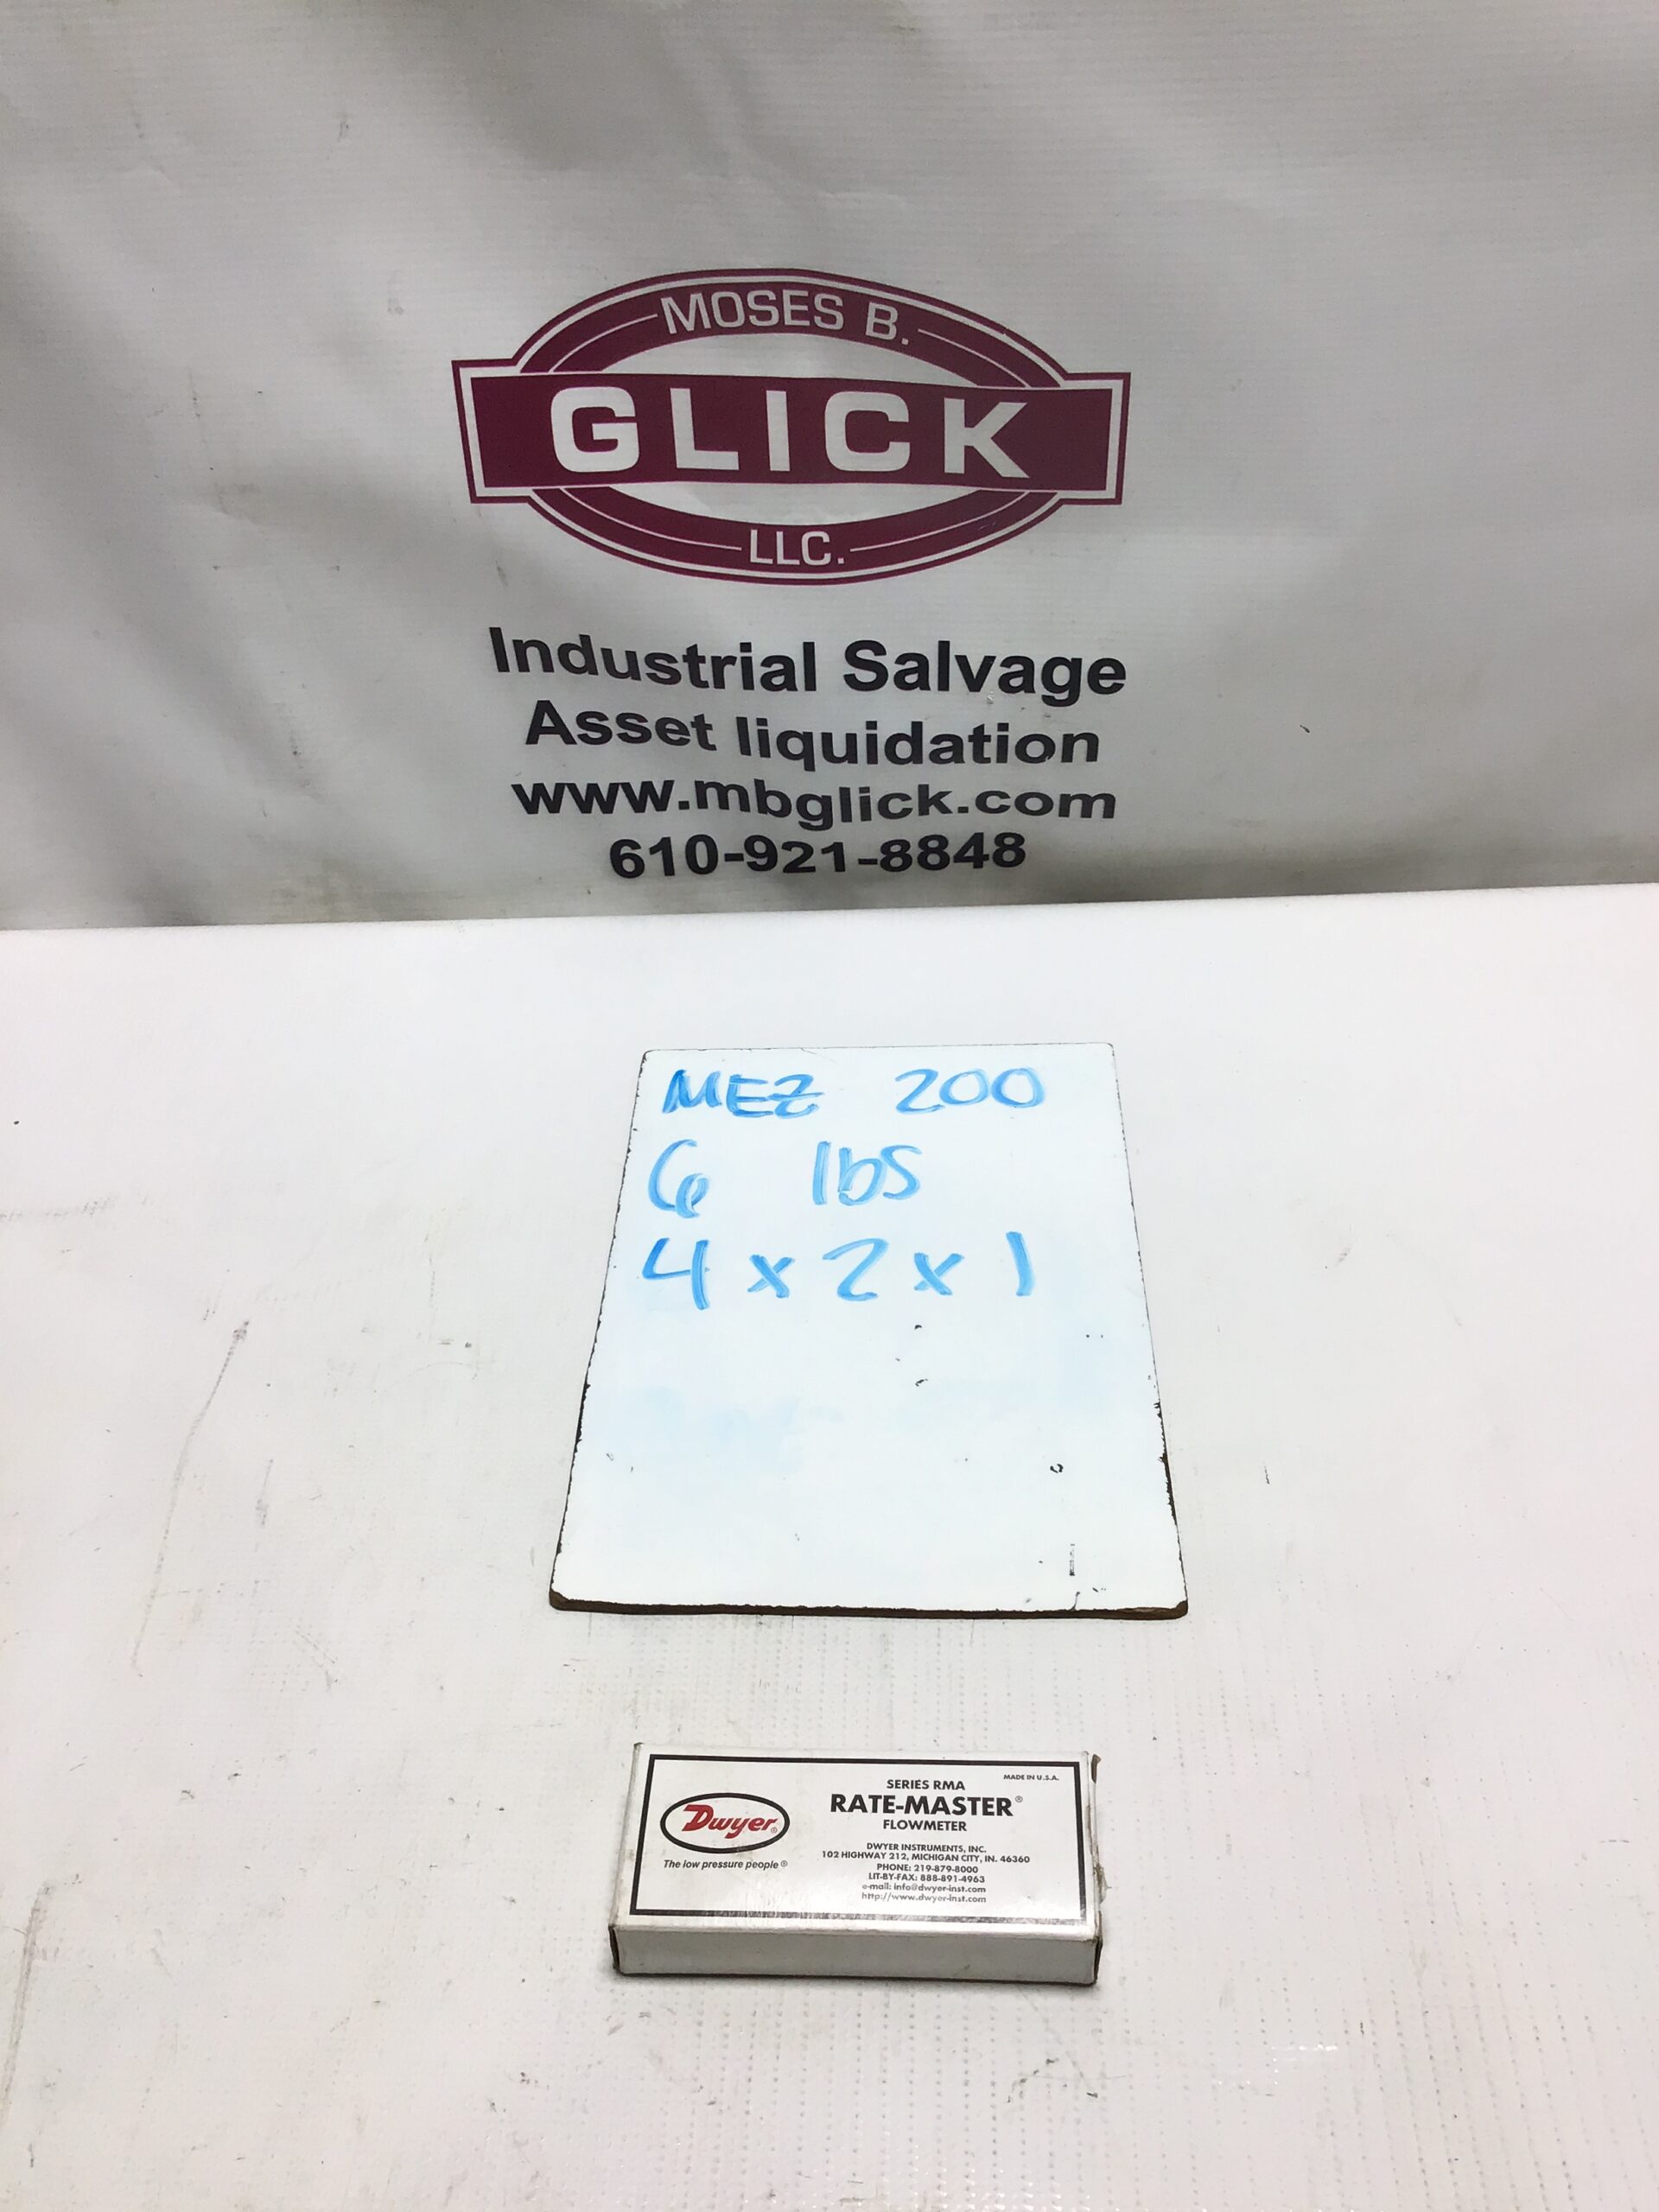 MOSES B.
GLICK
LLC.
Industrial Salvage
Asset liquidation
www.mbglick.com
610-921-8848
MEZ 200
6 lbs
4 x 2 x 1
MADE IN U.S.A.
SERIES RMA
RATE-MASTER®
FLOWMETER
Dwyer®
The low pressure people®
DWYER INSTRUMENTS, INC.
102 HIGHWAY 212, MICHIGAN CITY, IN. 46360
PHONE: 219-879-8000
LIT-BY-FAX: 888-891-4963
e-mail: info@dwyer-inst.com
http://www.dwyer-inst.com